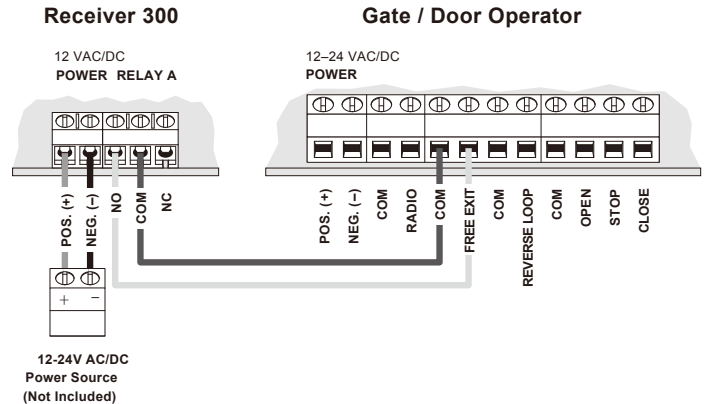 Receiver 300
Gate / Door Operator
12 VAC/DC
POWER RELAY A
12–24 VAC/DC
POWER
POS. (+)
NEG. (–)
NO
COM
NC
POS. (+)
NEG. (–)
COM
RADIO
COM
FREE EXIT
COM
REVERSE LOOP
COM
OPEN
STOP
CLOSE
+ –
12-24V AC/DC
Power Source
(Not Included)